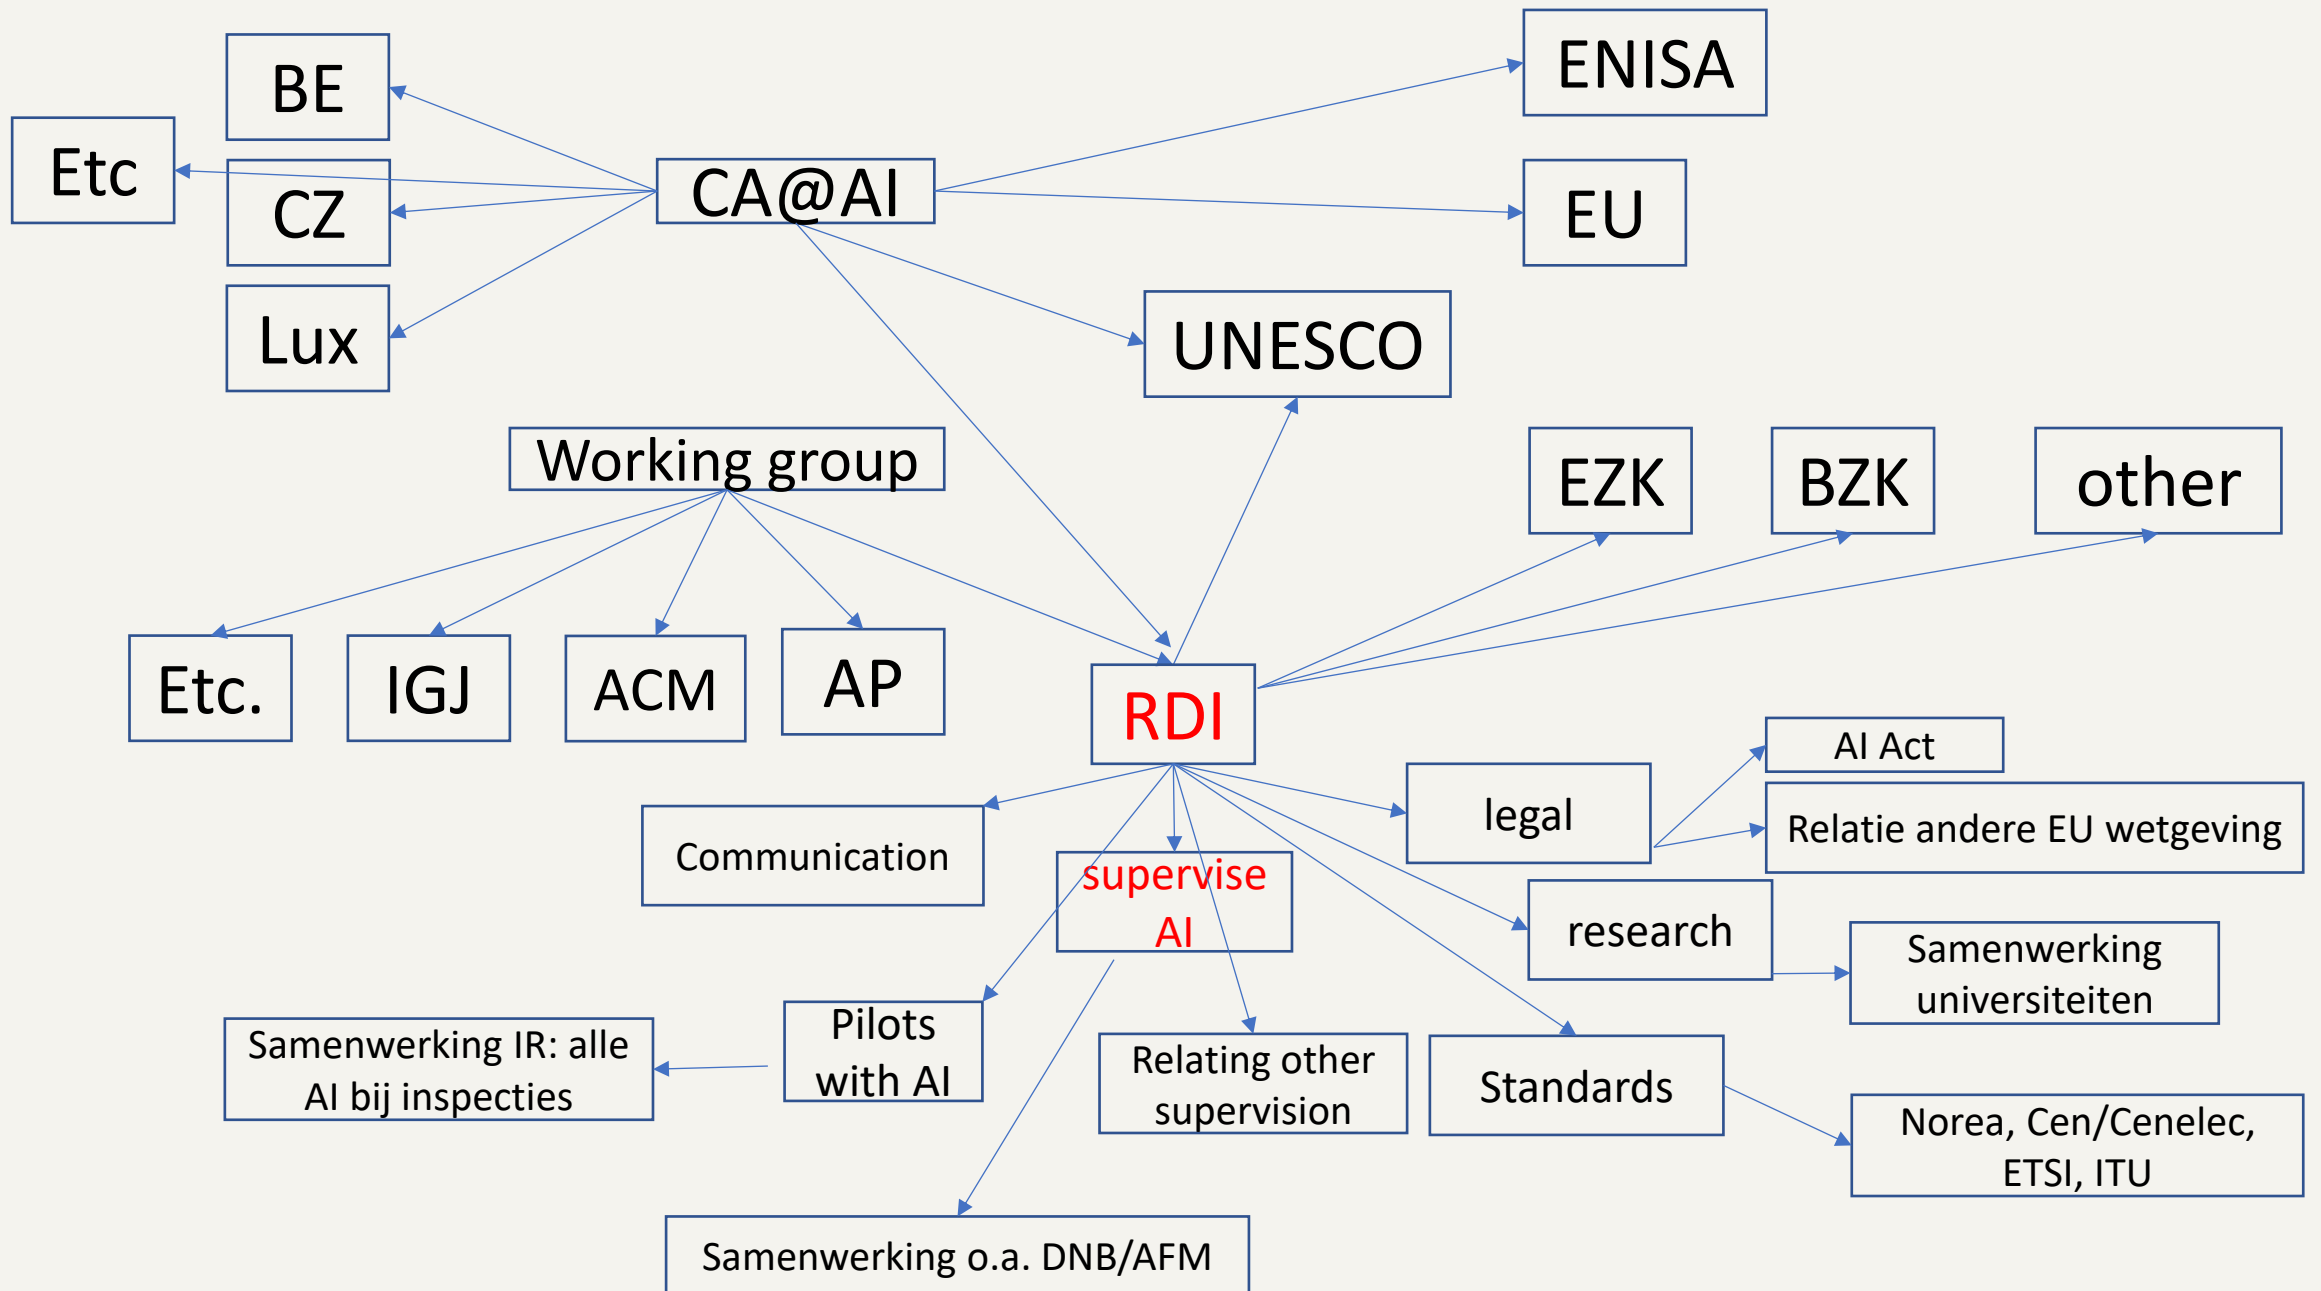 BE
ENISA
Etc
CZ
CA@AI
EU
Lux
UNESCO
Working group
EZK
BZK
other
Etc.
IGJ
ACM
AP
RDI
AI Act
legal
Relatie andere EU wetgeving
Communication
supervise
AI
research
Samenwerking
universiteiten
Samenwerking IR: alle
AI bij inspecties
Pilots
with AI
Relating other
supervision
Standards
Norea, Cen/Cenelec,
ETSI, ITU
Samenwerking o.a. DNB/AFM